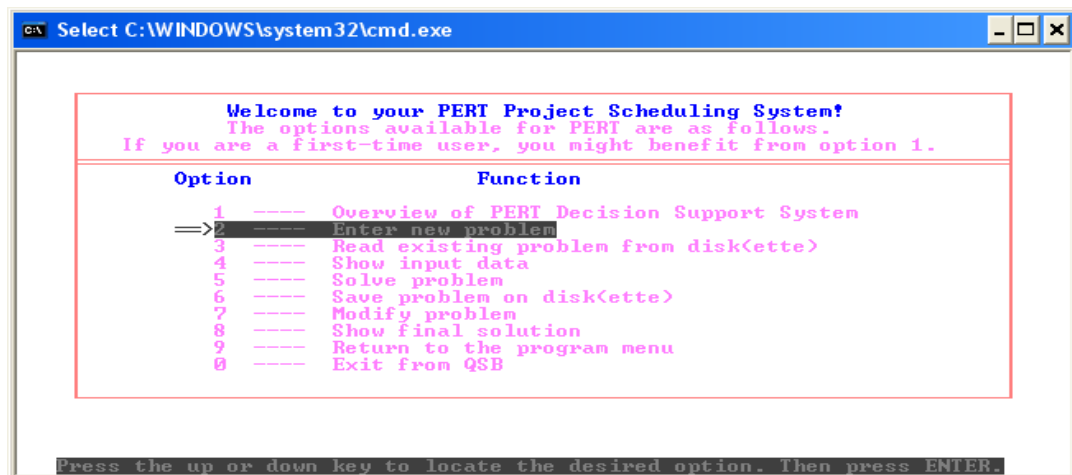 Select C:\WINDOWS\system32\cmd.exe
Welcome to your PERT Project Scheduling System!
The options available for PERT are as follows.
If you are a first-time user, you might benefit from option 1.
Option Function
1 ---- Overview of PERT Decision Support System
==>2 ---- Enter new problem
3 ---- Read existing problem from disk(ette)
4 ---- Show input data
5 ---- Solve problem
6 ---- Save problem on disk(ette)
7 ---- Modify problem
8 ---- Show final solution
9 ---- Return to the program menu
0 ---- Exit from QSB
Press the up or down key to locate the desired option. Then press ENTER.